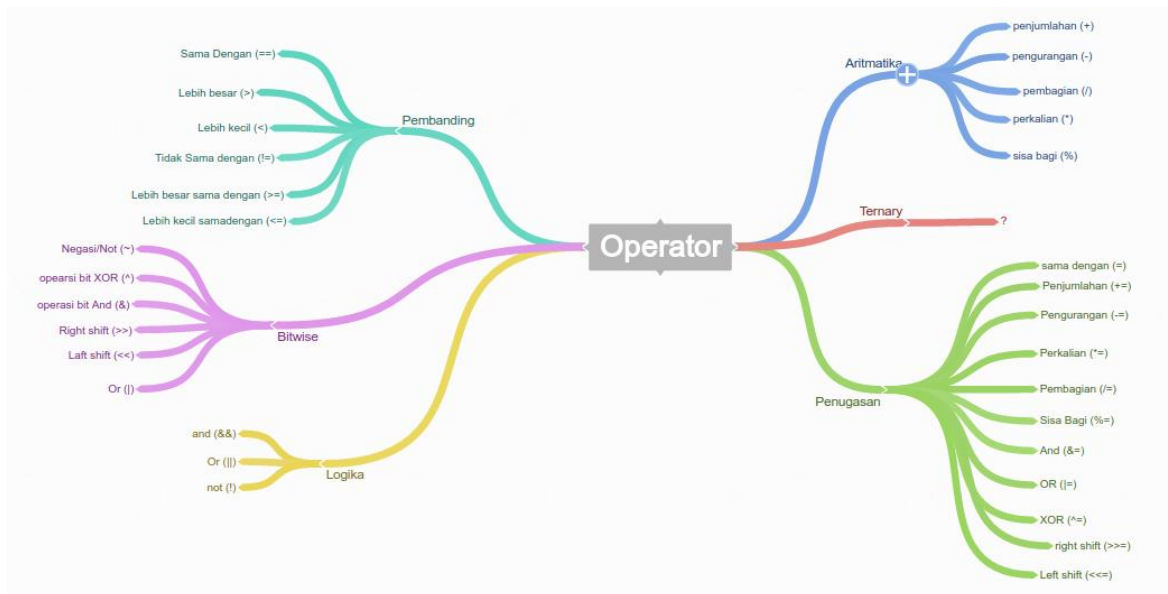 Operator
Pembanding
Sama Dengan (==)
Lebih besar (>)
Lebih kecil (<)
Tidak Sama dengan (!=)
Lebih besar sama dengan (>=)
Lebih kecil samadengan (<=)
Bitwise
Negasi/Not (~)
opearsi bit XOR (^)
operasi bit And (&)
Right shift (>>)
Laft shift (<<)
Or (|)
Logika
and (&&)
Or (||)
not (!)
Aritmatika
penjumlahan (+)
pengurangan (-)
pembagian (/)
perkalian (*)
sisa bagi (%)
Ternary
?
Penugasan
sama dengan (=)
Penjumlahan (+=)
Pengurangan (-=)
Perkalian (*=)
Pembagian (/=)
Sisa Bagi (%=)
And (&=)
OR (|=)
XOR (^=)
right shift (>>=)
Left shift (<<=)